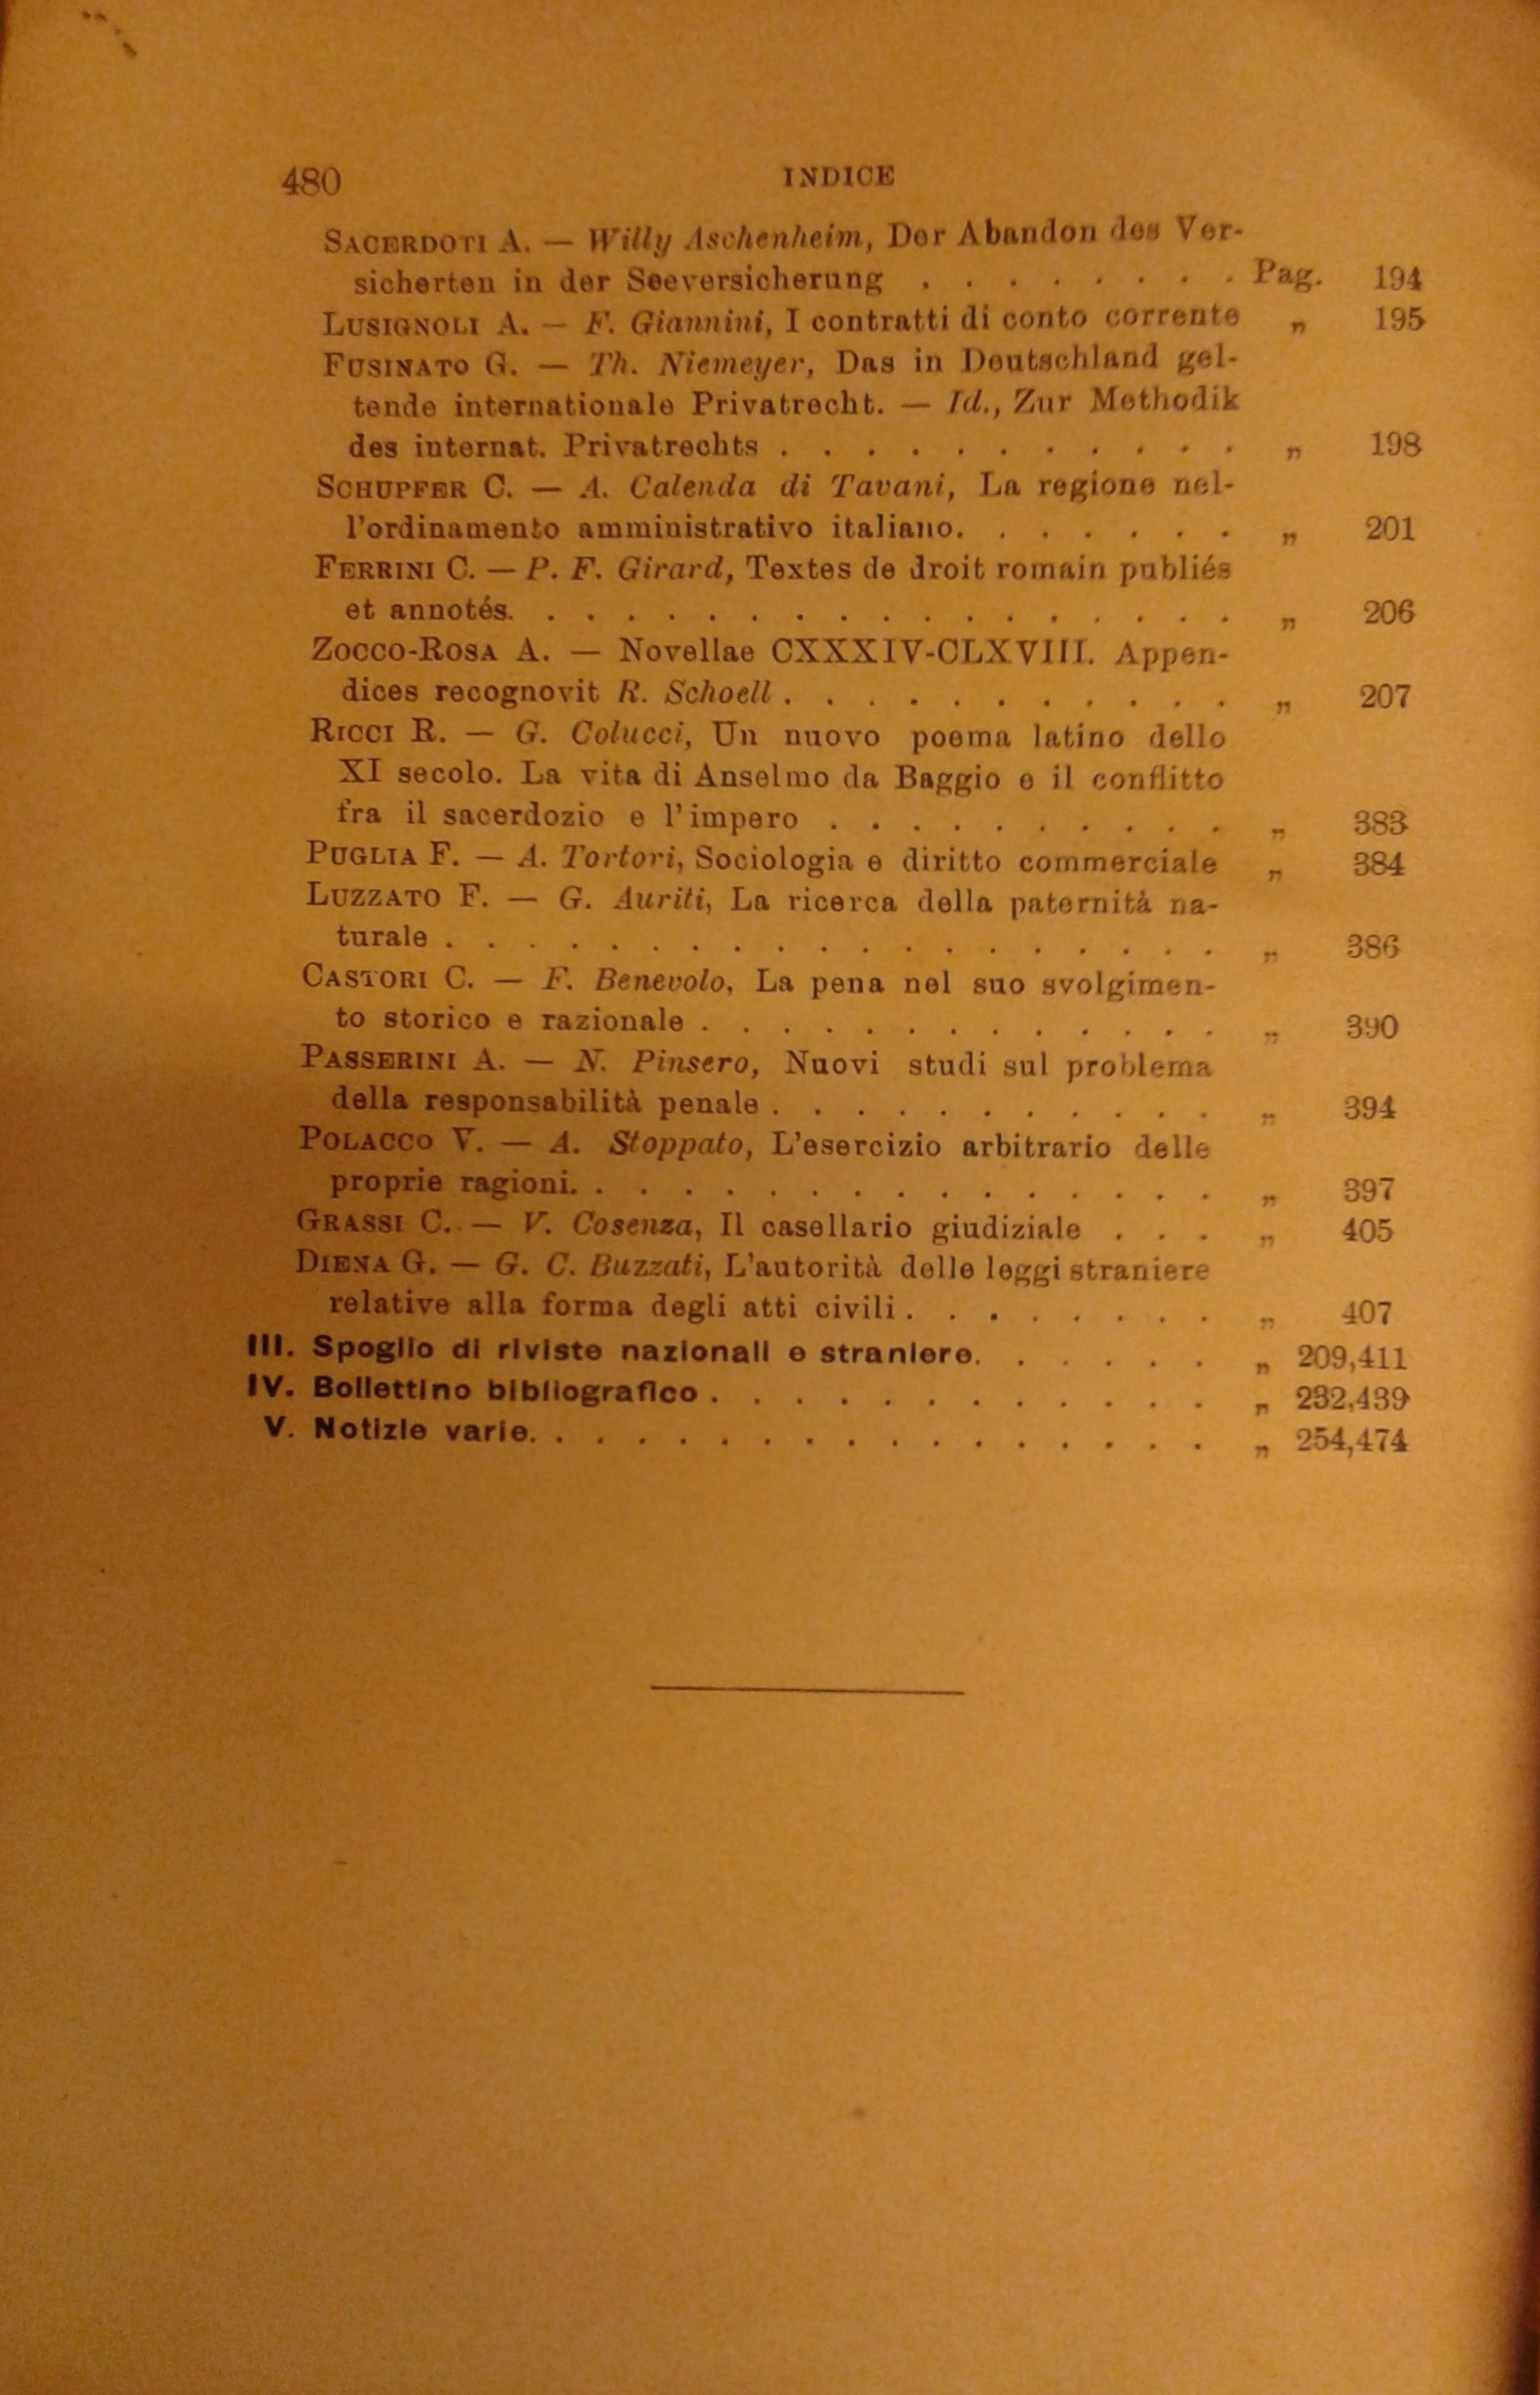 480 INDICE
SACERDOTI A. — Willy Aschenheim, Der Abandon des Ver-
sicherten in der Seeversicherung . . . . . . . . Pag. 194
LUSIGNOLI A. — F. Giannini, I contratti di conto corrente „ 195
FUSINATO G. — Th. Niemeyer, Das in Deutschland gel-
tende internationale Privatrecht. — Id., Zur Methodik
des internat. Privatrechts . . . . . . . . . . . „ 198
SCHUPFER C. — A. Calenda di Tavani, La regione nel-
l'ordinamento amministrativo italiano. . . . . . . „ 201
FERRINI C. — P. F. Girard, Textes de droit romain publiés
et annotés. . . . . . . . . . . . . . . . . . „ 206
ZOCCO-ROSA A. — Novellae CXXXIV-CLXVIII. Appen-
dices recognovit R. Schoell . . . . . . . . . . . „ 207
RICCI R. — G. Colucci, Un nuovo poema latino dello
XI secolo. La vita di Anselmo da Baggio e il conflitto
fra il sacerdozio e l'impero . . . . . . . . . . „ 383
PUGLIA F. — A. Tortori, Sociologia e diritto commerciale „ 384
LUZZATO F. — G. Auriti, La ricerca della paternità na-
turale . . . . . . . . . . . . . . . . . . . „ 386
CASTORI C. — F. Benevolo, La pena nel suo svolgimen-
to storico e razionale . . . . . . . . . . . . . „ 390
PASSERINI A. — N. Pinsero, Nuovi studi sul problema
della responsabilità penale . . . . . . . . . . . „ 394
POLACCO V. — A. Stoppato, L'esercizio arbitrario delle
proprie ragioni. . . . . . . . . . . . . . . . „ 397
GRASSI C. — V. Cosenza, Il casellario giudiziale . . . „ 405
DIENA G. — G. C. Buzzati, L'autorità delle leggi straniere
relative alla forma degli atti civili . . . . . . . . „ 407
III. Spoglio di riviste nazionali e straniere. . . . . . „ 209,411
IV. Bollettino bibliografico . . . . . . . . . . . . „ 232,439
V. Notizie varie. . . . . . . . . . . . . . . . . „ 254,474